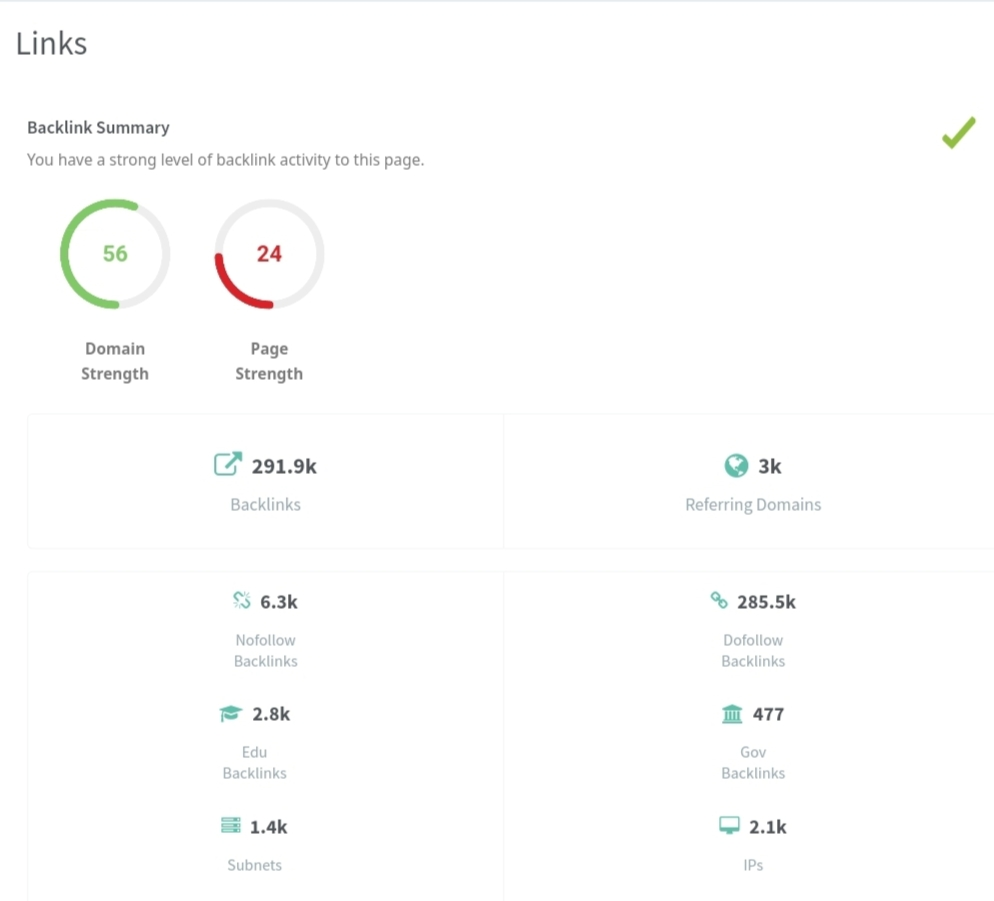 Links
Backlink Summary
You have a strong level of backlink activity to this page.
56
24
Domain
Strength
Page
Strength
291.9k
Backlinks
3k
Referring Domains
6.3k
Nofollow
Backlinks
285.5k
Dofollow
Backlinks
2.8k
Edu
Backlinks
477
Gov
Backlinks
1.4k
Subnets
2.1k
IPs